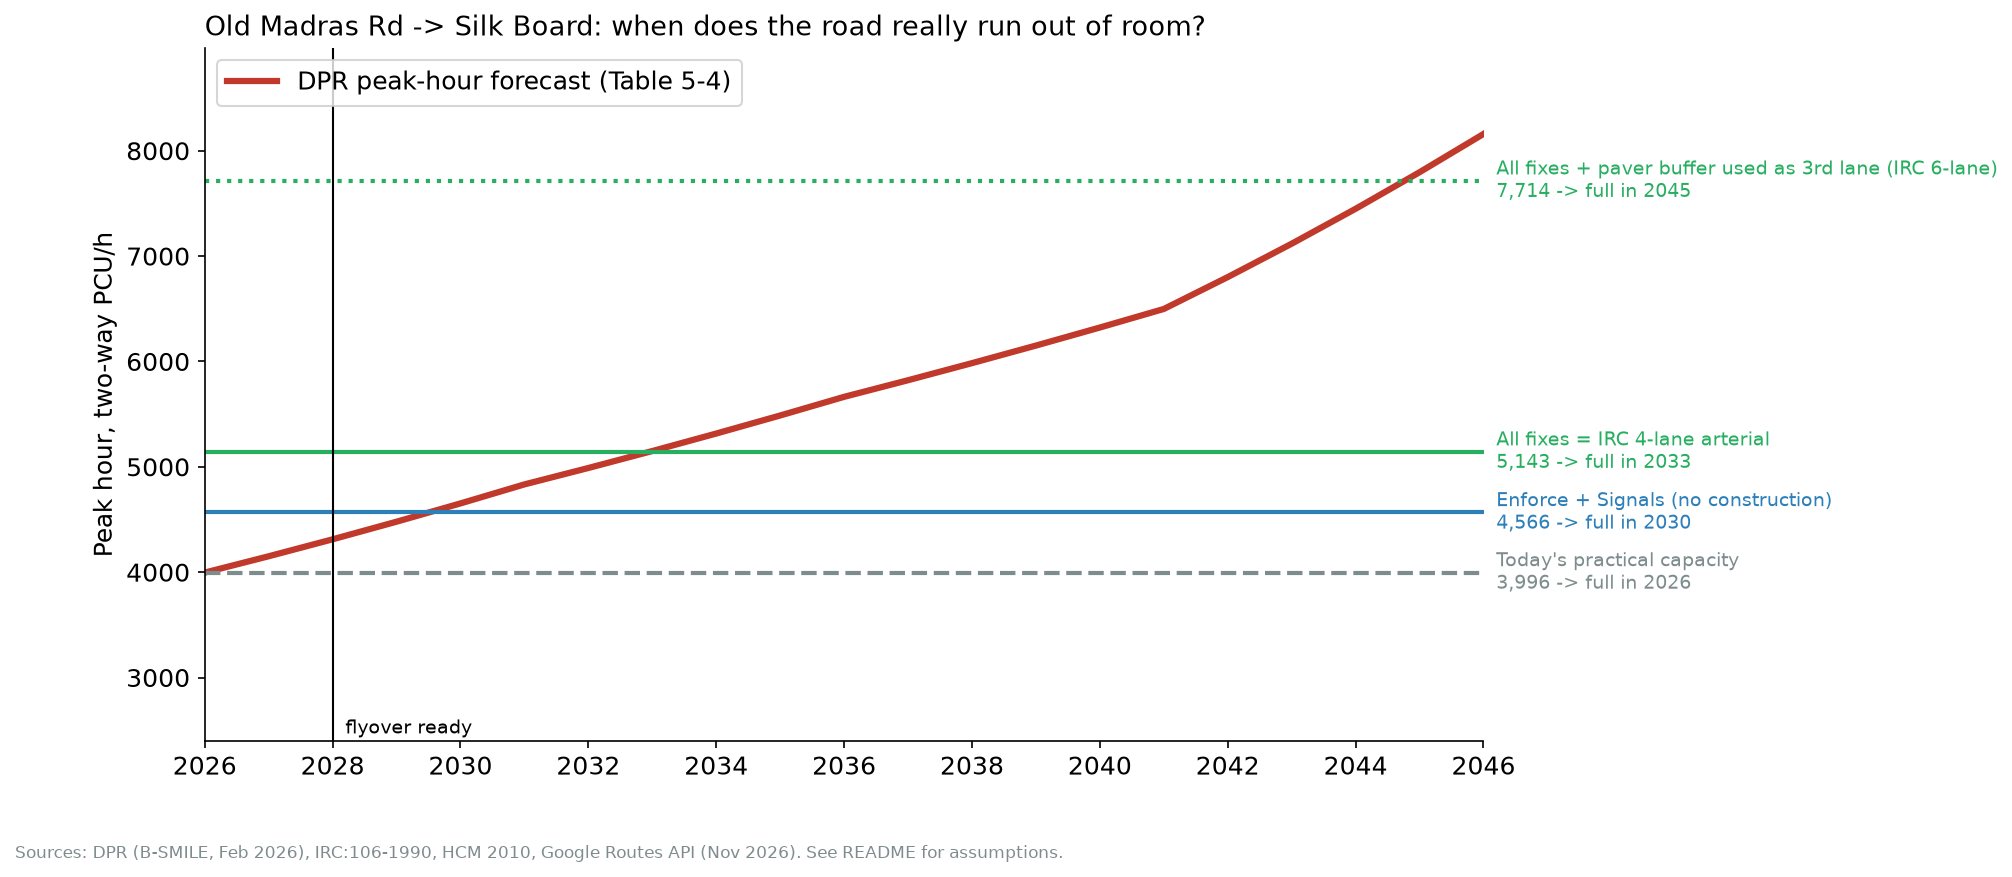 Old Madras Rd -> Silk Board: when does the road really run out of room?
DPR peak-hour forecast (Table 5-4)
Peak hour, two-way PCU/h
8000
7000
6000
5000
4000
3000
All fixes + paver buffer used as 3rd lane (IRC 6-lane)
7,714 -> full in 2045
All fixes = IRC 4-lane arterial
5,143 -> full in 2033
Enforce + Signals (no construction)
4,566 -> full in 2030
Today's practical capacity
3,996 -> full in 2026
flyover ready
2026 2028 2030 2032 2034 2036 2038 2040 2042 2044 2046
Sources: DPR (B-SMILE, Feb 2026), IRC:106-1990, HCM 2010, Google Routes API (Nov 2026). See README for assumptions.